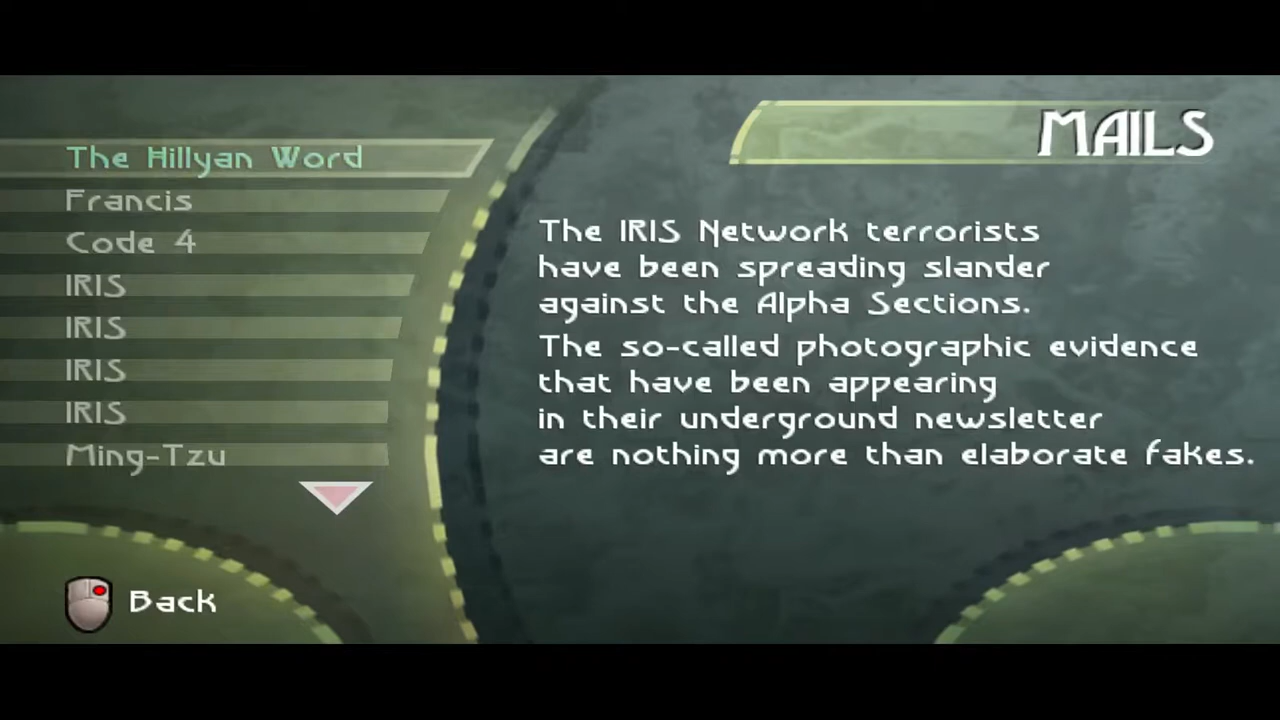 MAILS
The Hillyan Word
Francis
Code 4
IRIS
IRIS
IRIS
IRIS
Ming-Tzu
The IRIS Network terrorists
have been spreading slander
against the Alpha Sections.
The so-called photographic evidence
that have been appearing
in their underground newsletter
are nothing more than elaborate fakes.
Back